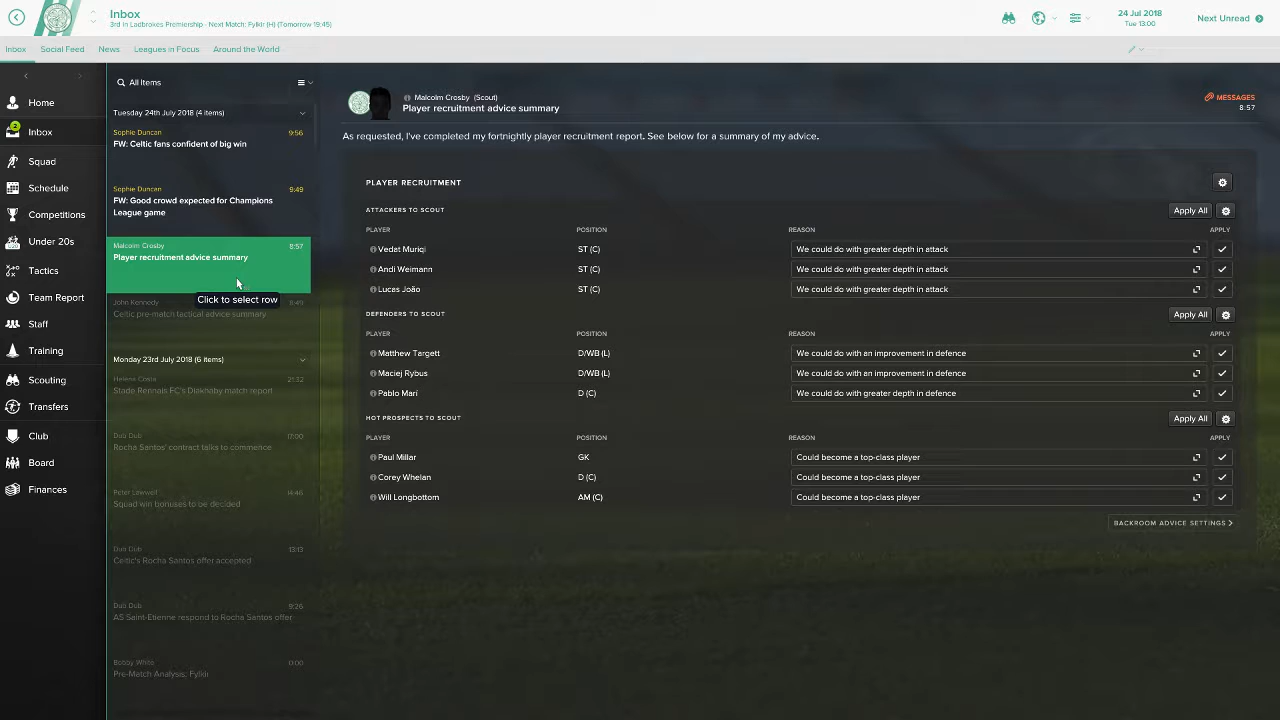 Inbox
3rd in Ladbrokes Premiership - Next Match: Fylkir (H) (Tomorrow 19:45)
24 Jul 2018
Tue 13:00
Next Unread
Inbox Social Feed News Leagues in Focus Around the World
Home
2
Inbox
Squad
Schedule
Competitions
Under 20s
Tactics
Team Report
Staff
Training
Scouting
Transfers
Club
Board
Finances
All Items
Tuesday 24th July 2018 (4 items)
Sophie Duncan 9:56
FW: Celtic fans confident of big win
Sophie Duncan 9:49
FW: Good crowd expected for Champions
League game
Malcolm Crosby 8:57
Player recruitment advice summary
Click to select row
John Kennedy 8:49
Celtic pre-match tactical advice summary
Monday 23rd July 2018 (6 items)
Helena Costa 21:32
Stade Rennais FC's Diakhaby match report
Dub Dub 17:00
Rocha Santos' contract talks to commence
Peter Lawwell 14:46
Squad win bonuses to be decided
Dub Dub 13:13
Celtic's Rocha Santos offer accepted
Dub Dub 9:26
AS Saint-Etienne respond to Rocha Santos offer
Bobby White 0:00
Pre-Match Analysis: Fylkir
Malcolm Crosby (Scout)
Player recruitment advice summary
MESSAGES
8:57
As requested, I've completed my fortnightly player recruitment report. See below for a summary of my advice.
PLAYER RECRUITMENT
ATTACKERS TO SCOUT Apply All
PLAYER POSITION REASON APPLY
Vedat Muriqi ST (C) We could do with greater depth in attack
Andi Weimann ST (C) We could do with greater depth in attack
Lucas João ST (C) We could do with greater depth in attack
DEFENDERS TO SCOUT Apply All
PLAYER POSITION REASON APPLY
Matthew Targett D/WB (L) We could do with an improvement in defence
Maciej Rybus D/WB (L) We could do with an improvement in defence
Pablo Marí D (C) We could do with greater depth in defence
HOT PROSPECTS TO SCOUT Apply All
PLAYER POSITION REASON APPLY
Paul Millar GK Could become a top-class player
Corey Whelan D (C) Could become a top-class player
Will Longbottom AM (C) Could become a top-class player
BACKROOM ADVICE SETTINGS